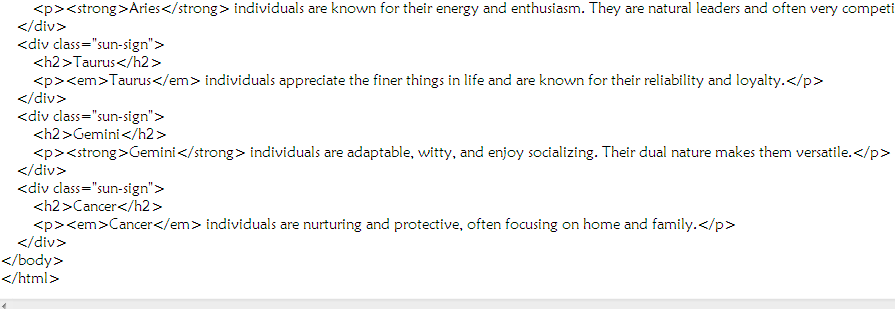 <p><strong>Aries</strong> individuals are known for their energy and enthusiasm. They are natural leaders and often very competi
</div>
<div class="sun-sign">
<h2>Taurus</h2>
<p><em>Taurus</em> individuals appreciate the finer things in life and are known for their reliability and loyalty.</p>
</div>
<div class="sun-sign">
<h2>Gemini</h2>
<p><strong>Gemini</strong> individuals are adaptable, witty, and enjoy socializing. Their dual nature makes them versatile.</p>
</div>
<div class="sun-sign">
<h2>Cancer</h2>
<p><em>Cancer</em> individuals are nurturing and protective, often focusing on home and family.</p>
</div>
</body>
</html>